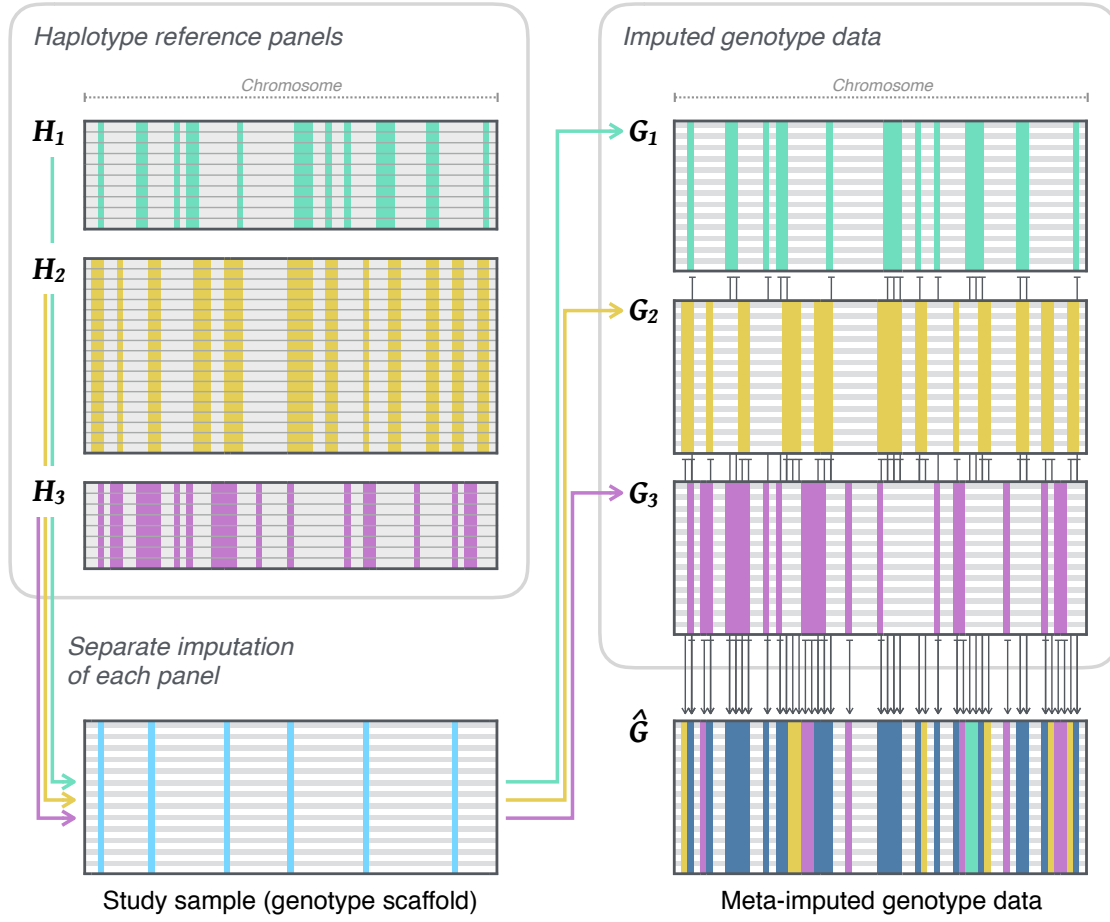 Haplotype reference panels
Chromosome
H1
H2
H3
Separate imputation
of each panel
Study sample (genotype scaffold)
Imputed genotype data
Chromosome
G1
G2
G3
Ĝ
Meta-imputed genotype data